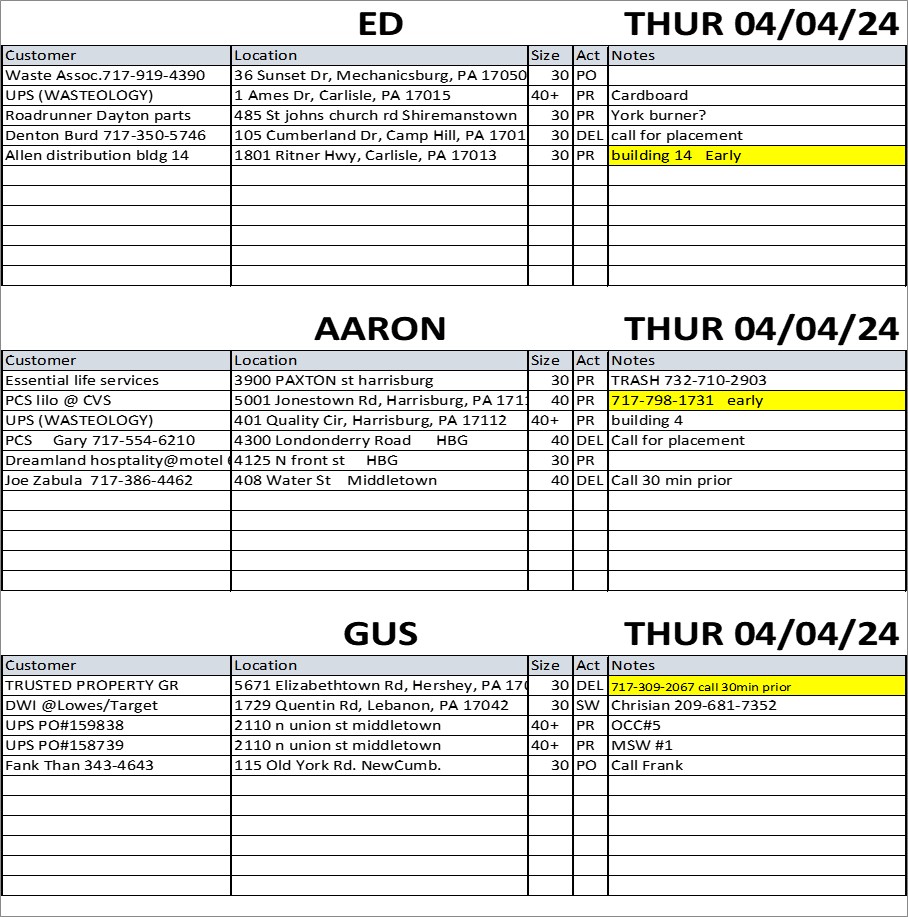 ED THUR 04/04/24
Customer Location Size Act Notes
Waste Assoc.717-919-4390 36 Sunset Dr, Mechanicsburg, PA 17050 30 PO
UPS (WASTEOLOGY) 1 Ames Dr, Carlisle, PA 17015 40+ PR Cardboard
Roadrunner Dayton parts 485 St johns church rd Shiremanstown 30 PR York burner?
Denton Burd 717-350-5746 105 Cumberland Dr, Camp Hill, PA 1701 30 DEL call for placement
Allen distribution bldg 14 1801 Ritner Hwy, Carlisle, PA 17013 30 PR building 14 Early
AARON THUR 04/04/24
Customer Location Size Act Notes
Essential life services 3900 PAXTON st harrisburg 30 PR TRASH 732-710-2903
PCS lilo @ CVS 5001 Jonestown Rd, Harrisburg, PA 171 40 PR 717-798-1731 early
UPS (WASTEOLOGY) 401 Quality Cir, Harrisburg, PA 17112 40+ PR building 4
PCS Gary 717-554-6210 4300 Londonderry Road HBG 40 DEL Call for placement
Dreamland hosptality@motel 4125 N front st HBG 30 PR
Joe Zabula 717-386-4462 408 Water St Middletown 40 DEL Call 30 min prior
GUS THUR 04/04/24
Customer Location Size Act Notes
TRUSTED PROPERTY GR 5671 Elizabethtown Rd, Hershey, PA 170 30 DEL 717-309-2067 call 30min prior
DWI @Lowes/Target 1729 Quentin Rd, Lebanon, PA 17042 30 SW Chrisian 209-681-7352
UPS PO#159838 2110 n union st middletown 40+ PR OCC#5
UPS PO#158739 2110 n union st middletown 40+ PR MSW #1
Fank Than 343-4643 115 Old York Rd. NewCumb. 30 PO Call Frank